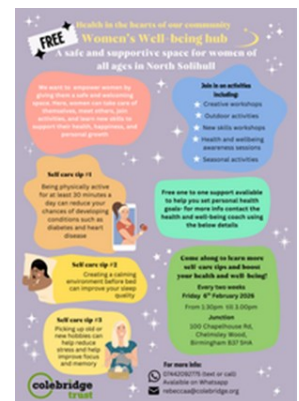 Health in the hearts of our community
FREE
Women's Well-being hub
A safe and supportive space for women of
all ages in North Solihull
We want to empower women by
giving them a safe and welcoming
space. Here, women can take care of
themselves, meet others, join
activities, and learn new skills to
support their health, happiness, and
personal growth
Join in on activities
including:
Creative workshops
Outdoor activities
New skills workshops
Health and wellbeing
awareness sessions
Seasonal activities
Self care tip #1
Being physically active
for at least 30 minutes a
day can reduce your
chances of developing
conditions such as
diabetes and heart
disease
Free one to one support available
to help you set personal health
goals- for more info contact the
health and well-being coach using
the below details
Self care tip #2
Creating a calming
environment before bed
can improve your sleep
quality
Come along to learn more
self-care tips and boost
your health and well-being!
Every two weeks
Friday 6th February 2026
From 1:30pm till 3:00pm
Junction
100 Chapelhouse Rd,
Chelmsley Wood,
Birmingham B37 5HA
Self care tip #3
Picking up old or
new hobbies can
help reduce
stress and help
improve focus
and memory
For more info:
(text or call)
Available on Whatsapp
colebridge
trust